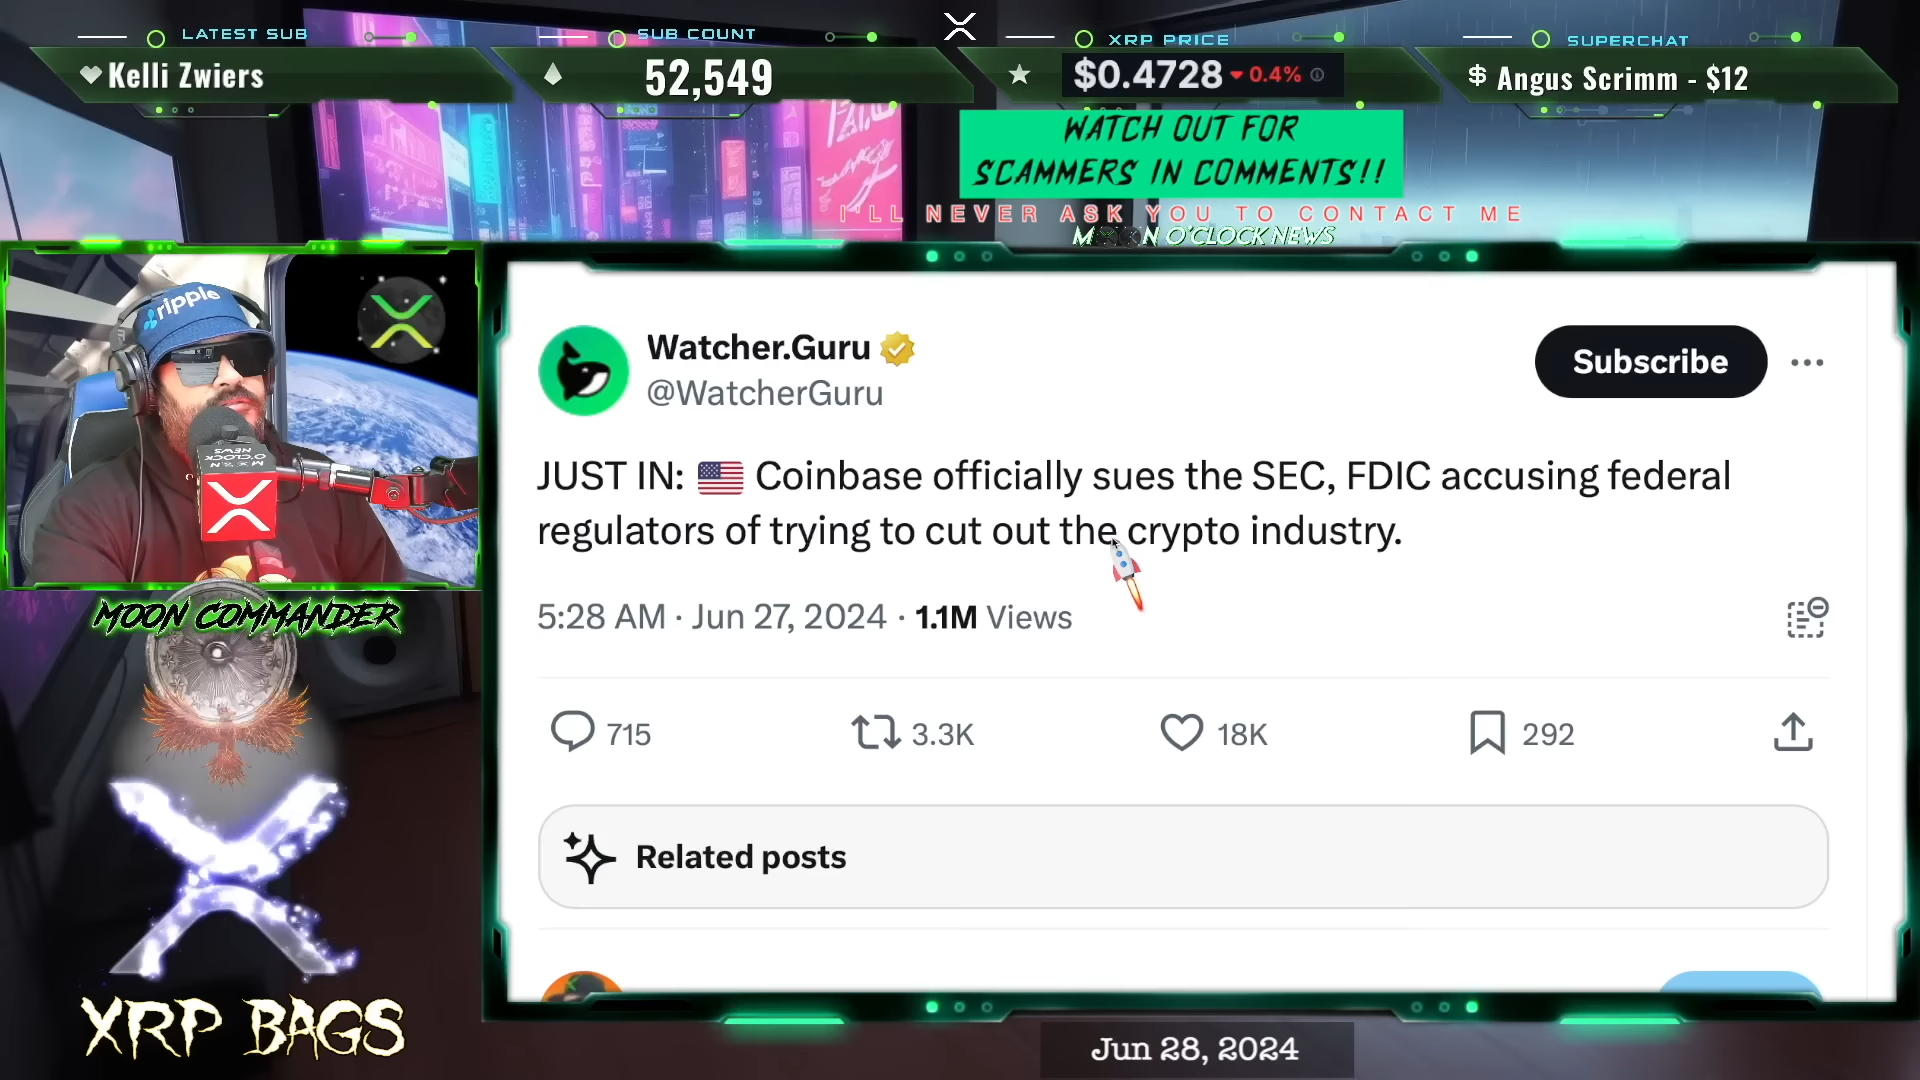 LATEST SUB
Kelli Zwiers
SUB COUNT
52,549
XRP PRICE
$0.4728 0.4%
SUPERCHAT
Angus Scrimm - $12
WATCH OUT FOR
SCAMMERS IN COMMENTS!!
I'LL NEVER ASK YOU TO CONTACT ME
MOON O'CLOCK NEWS
ripple
MOON
O'CLOCK
NEWS
MOON COMMANDER
XRP BAGS
Watcher.Guru
@WatcherGuru
Subscribe
JUST IN: 🇺🇸 Coinbase officially sues the SEC, FDIC accusing federal
regulators of trying to cut out the crypto industry.
5:28 AM · Jun 27, 2024 · 1.1M Views
715 3.3K 18K 292
Related posts
Jun 28, 2024